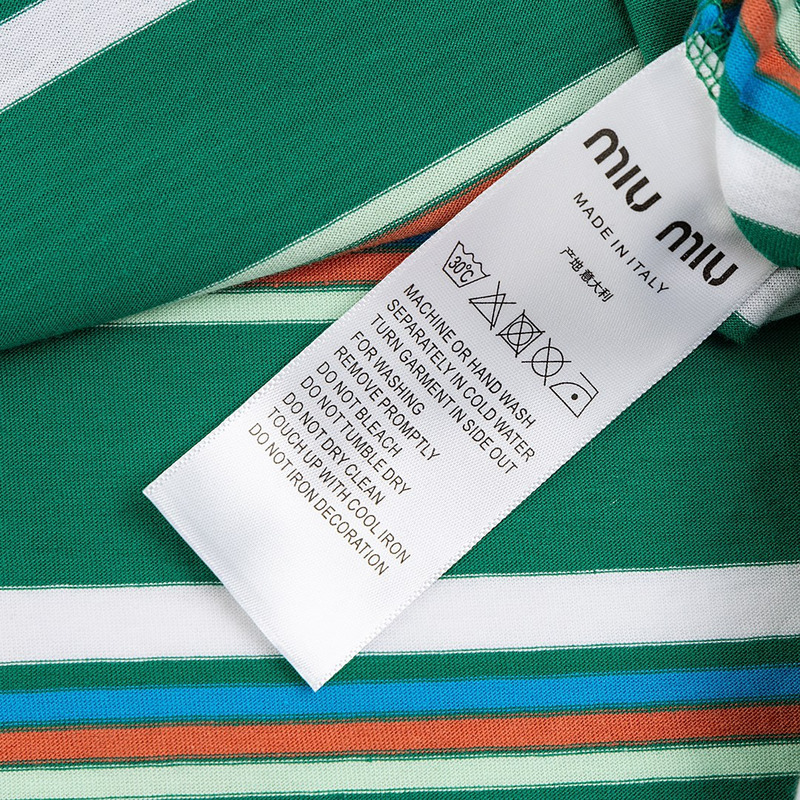 MIU MIU
MADE IN ITALY
产地 意大利
30℃
MACHINE OR HAND WASH
SEPARATELY IN COLD WATER
TURN GARMENT IN SIDE OUT
FOR WASHING
REMOVE PROMPTLY
DO NOT BLEACH
DO NOT TUMBLE DRY
DO NOT DRY CLEAN
TOUCH UP WITH COOL IRON
DO NOT IRON DECORATION